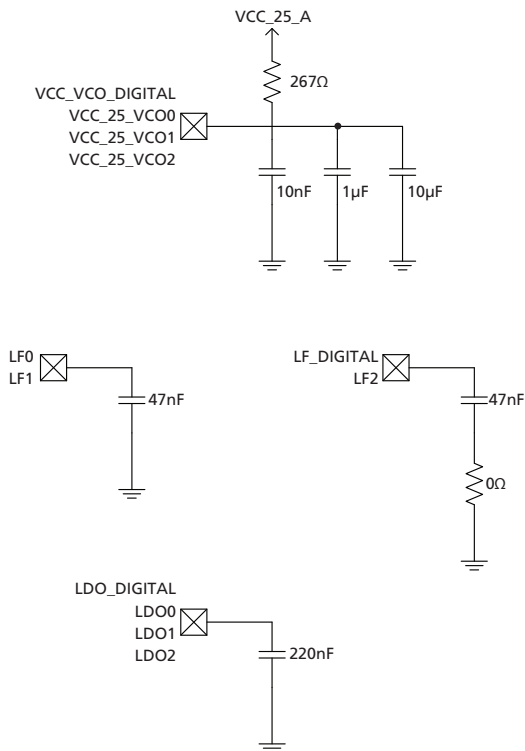 VCC_25_A
267Ω
VCC_VCO_DIGITAL
VCC_25_VCO0
VCC_25_VCO1
VCC_25_VCO2
10nF
1µF
10µF
LF0
LF1
47nF
LF_DIGITAL
LF2
47nF
0Ω
LDO_DIGITAL
LDO0
LDO1
LDO2
220nF